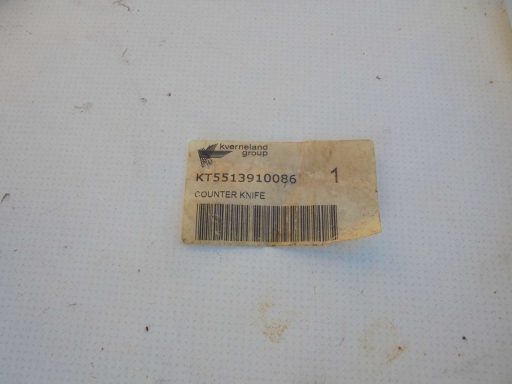 kverneland
group
KT5513910086 1
COUNTER KNIFE